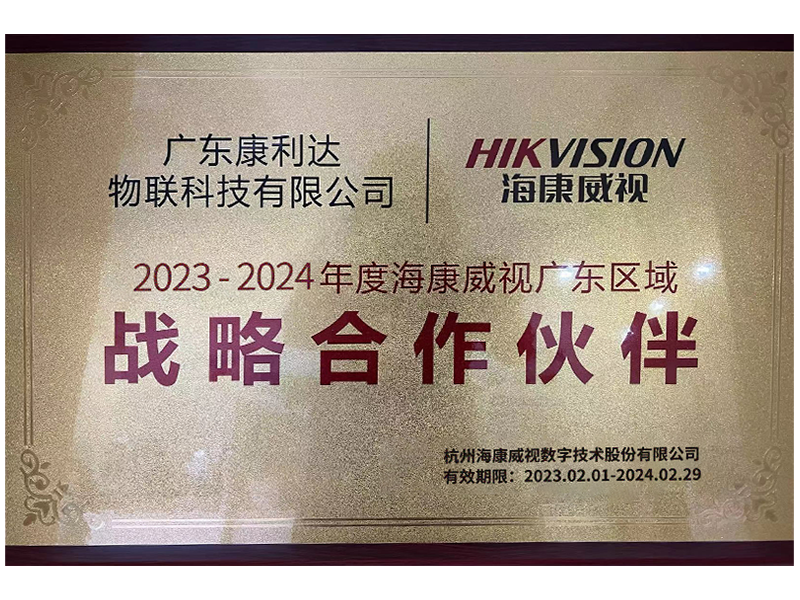 广东康利达
物联科技有限公司
HIKVISION
海康威视
2023-2024年度海康威视广东区域
战略合作伙伴
杭州海康威视数字技术股份有限公司
有效期限：2023.02.01-2024.02.29